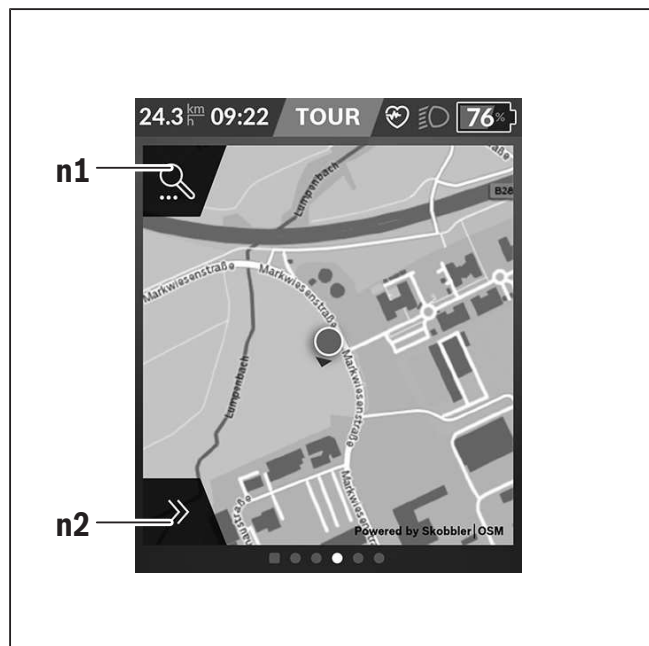 24.3 km/h 09:22 TOUR 76%
n1
Lumpenbach
B28
Markwiesenstraße
Markwiesenstraße
Lumpenbach
Markwiesenstraße
n2
Markwiesenstraße
Powered by Skobbler|OSM